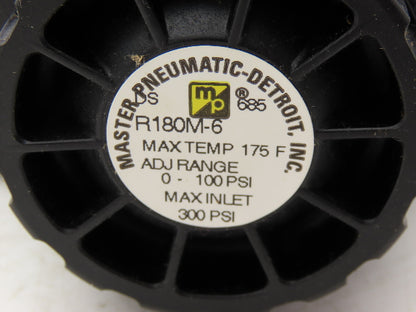 MASTER PNEUMATIC-DETROIT, INC.
US mp ® 685
R180M-6
MAX TEMP 175 F
ADJ RANGE
0 - 100 PSI
MAX INLET
300 PSI